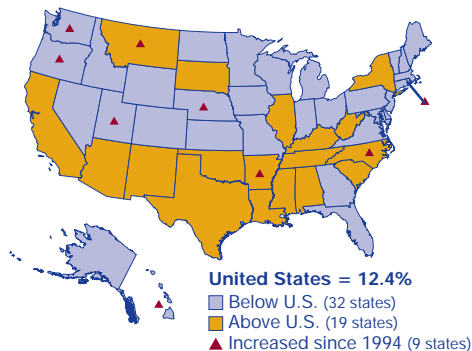 United States = 12.4%
Below U.S. (32 states)
Above U.S. (19 states)
Increased since 1994 (9 states)